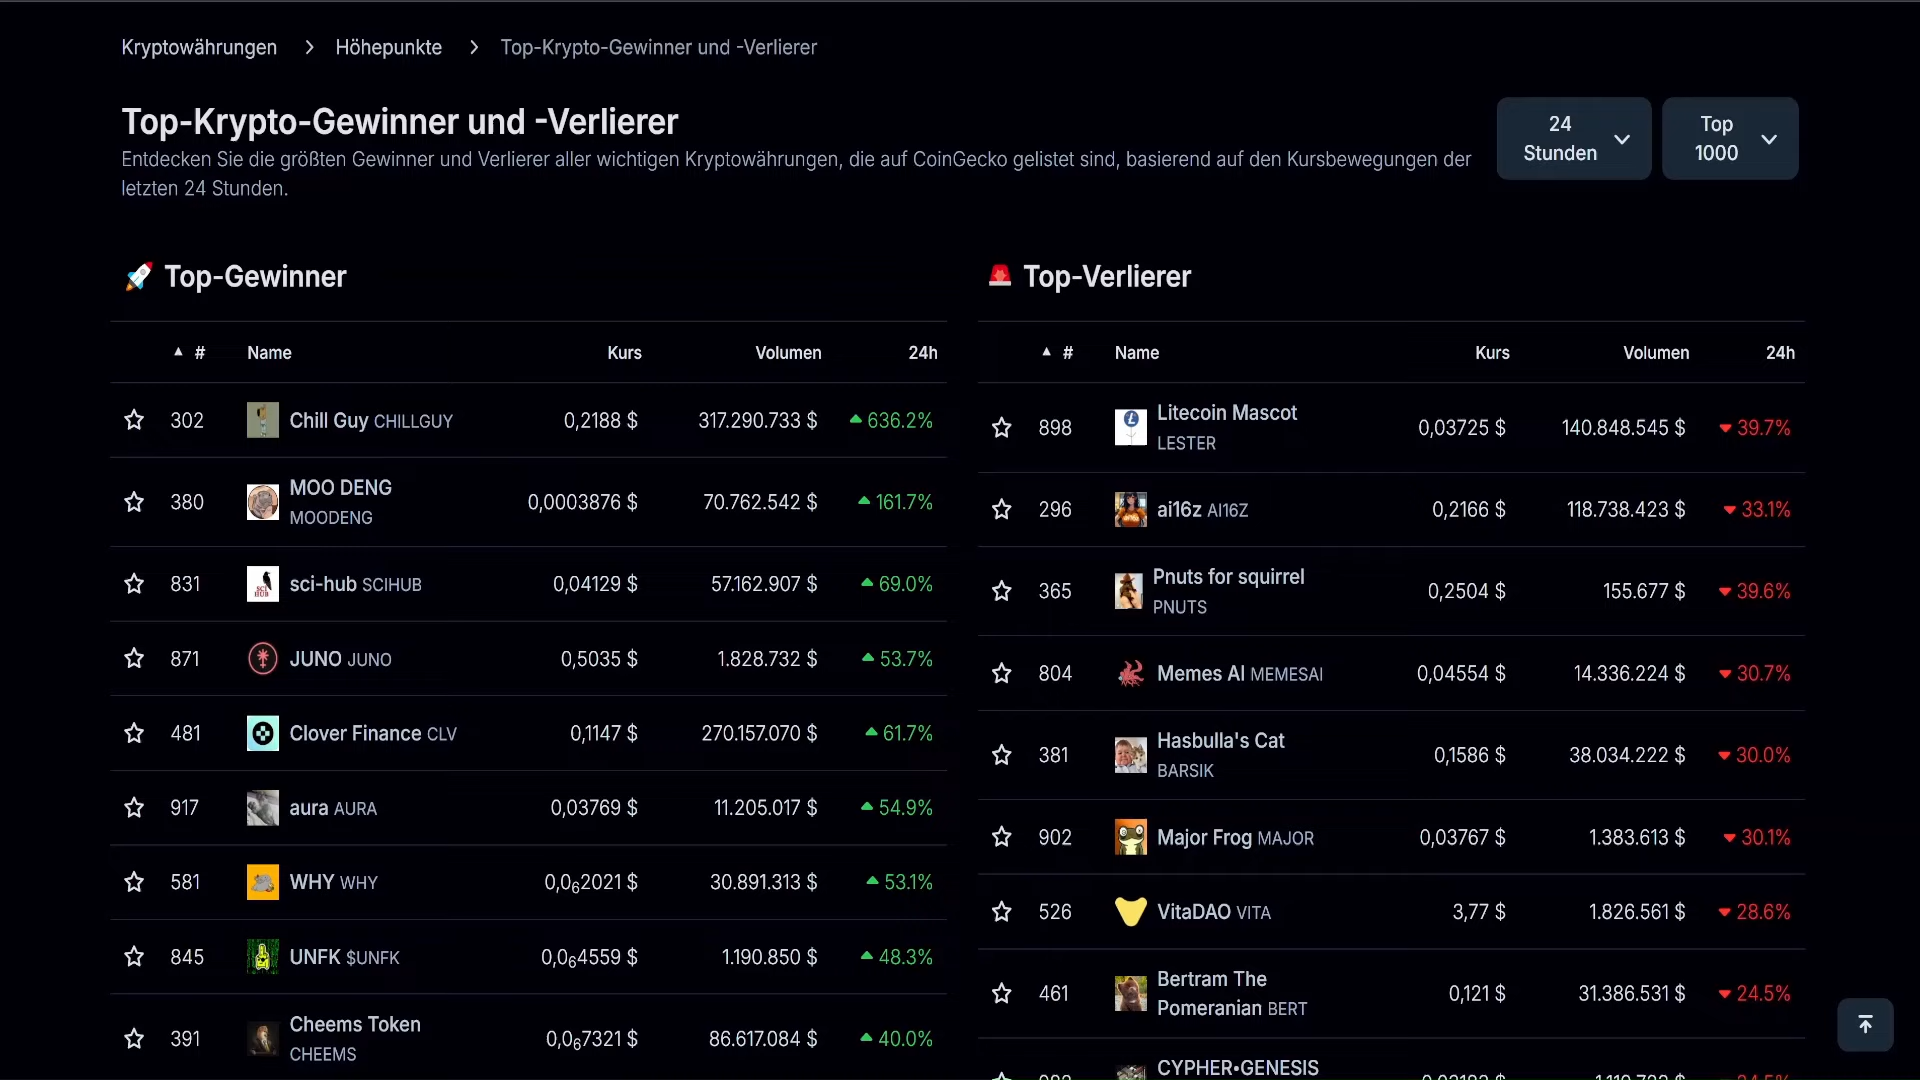 Kryptowährungen > Höhepunkte > Top-Krypto-Gewinner und -Verlierer
Top-Krypto-Gewinner und -Verlierer
Entdecken Sie die größten Gewinner und Verlierer aller wichtigen Kryptowährungen, die auf CoinGecko gelistet sind, basierend auf den Kursbewegungen der
letzten 24 Stunden.
24
Stunden
Top
1000
Top-Gewinner
# Name Kurs Volumen 24h
302 Chill Guy CHILLGUY 0,2188 $ 317.290.733 $ 636.2%
380 MOO DENG
MOODENG 0,0003876 $ 70.762.542 $ 161.7%
831 sci-hub SCIHUB 0,04129 $ 57.162.907 $ 69.0%
871 JUNO JUNO 0,5035 $ 1.828.732 $ 53.7%
481 Clover Finance CLV 0,1147 $ 270.157.070 $ 61.7%
917 aura AURA 0,03769 $ 11.205.017 $ 54.9%
581 WHY WHY 0,0₆2021 $ 30.891.313 $ 53.1%
845 UNFK $UNFK 0,0₆4559 $ 1.190.850 $ 48.3%
391 Cheems Token
CHEEMS 0,0₆7321 $ 86.617.084 $ 40.0%
Top-Verlierer
# Name Kurs Volumen 24h
898 Litecoin Mascot
LESTER 0,03725 $ 140.848.545 $ 39.7%
296 ai16z AI16Z 0,2166 $ 118.738.423 $ 33.1%
365 Pnuts for squirrel
PNUTS 0,2504 $ 155.677 $ 39.6%
804 Memes AI MEMESAI 0,04554 $ 14.336.224 $ 30.7%
381 Hasbulla's Cat
BARSIK 0,1586 $ 38.034.222 $ 30.0%
902 Major Frog MAJOR 0,03767 $ 1.383.613 $ 30.1%
526 VitaDAO VITA 3,77 $ 1.826.561 $ 28.6%
461 Bertram The
Pomeranian BERT 0,121 $ 31.386.531 $ 24.5%
CYPHER•GENESIS